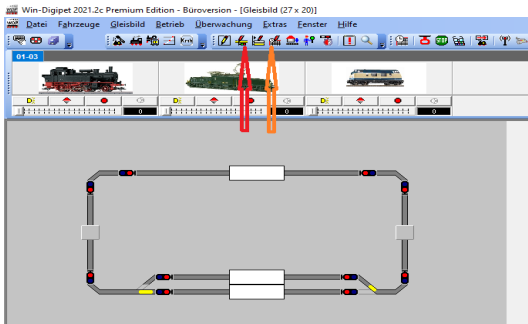 Win-Digipet 2021.2c Premium Edition - Büroversion - [Gleisbild (27 x 20)]
Datei Fahrzeuge Gleisbild Betrieb Überwachung Extras Fenster Hilfe
01-03
0 0 0